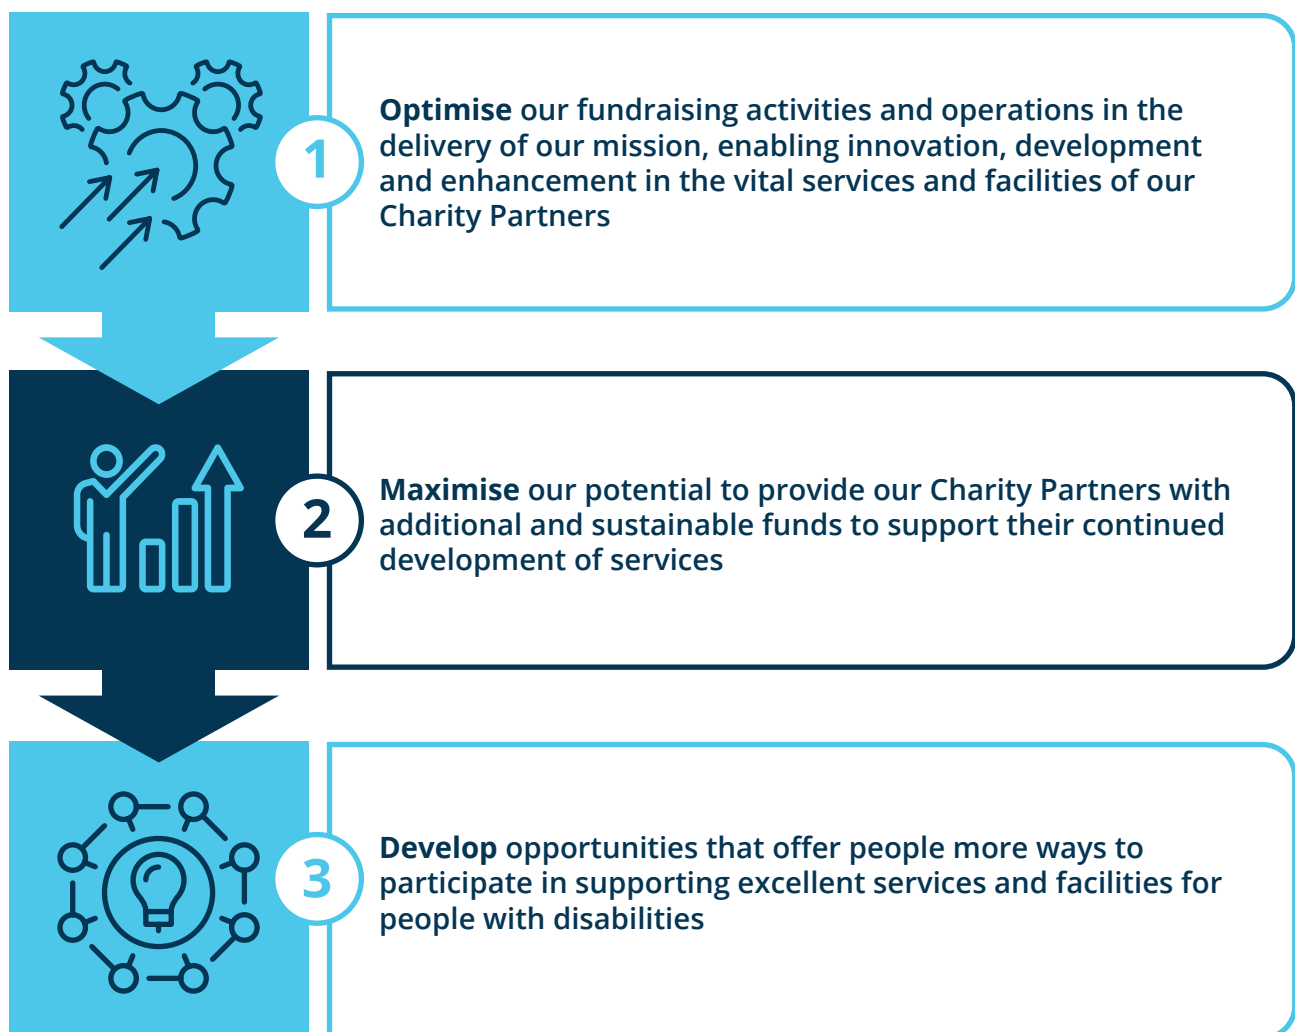 1
Optimise our fundraising activities and operations in the
delivery of our mission, enabling innovation, development
and enhancement in the vital services and facilities of our
Charity Partners
2
Maximise our potential to provide our Charity Partners with
additional and sustainable funds to support their continued
development of services
3
Develop opportunities that offer people more ways to
participate in supporting excellent services and facilities for
people with disabilities